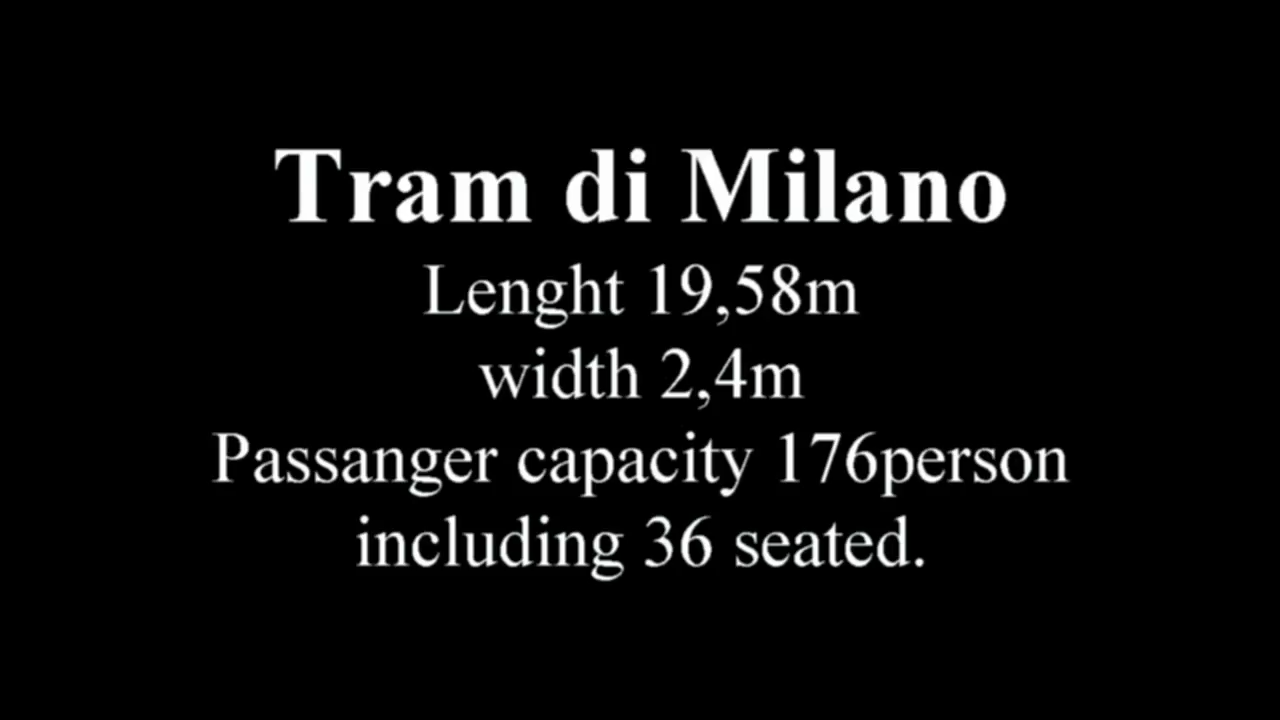 Tram di Milano
Lenght 19,58m
width 2,4m
Passanger capacity 176person
including 36 seated.